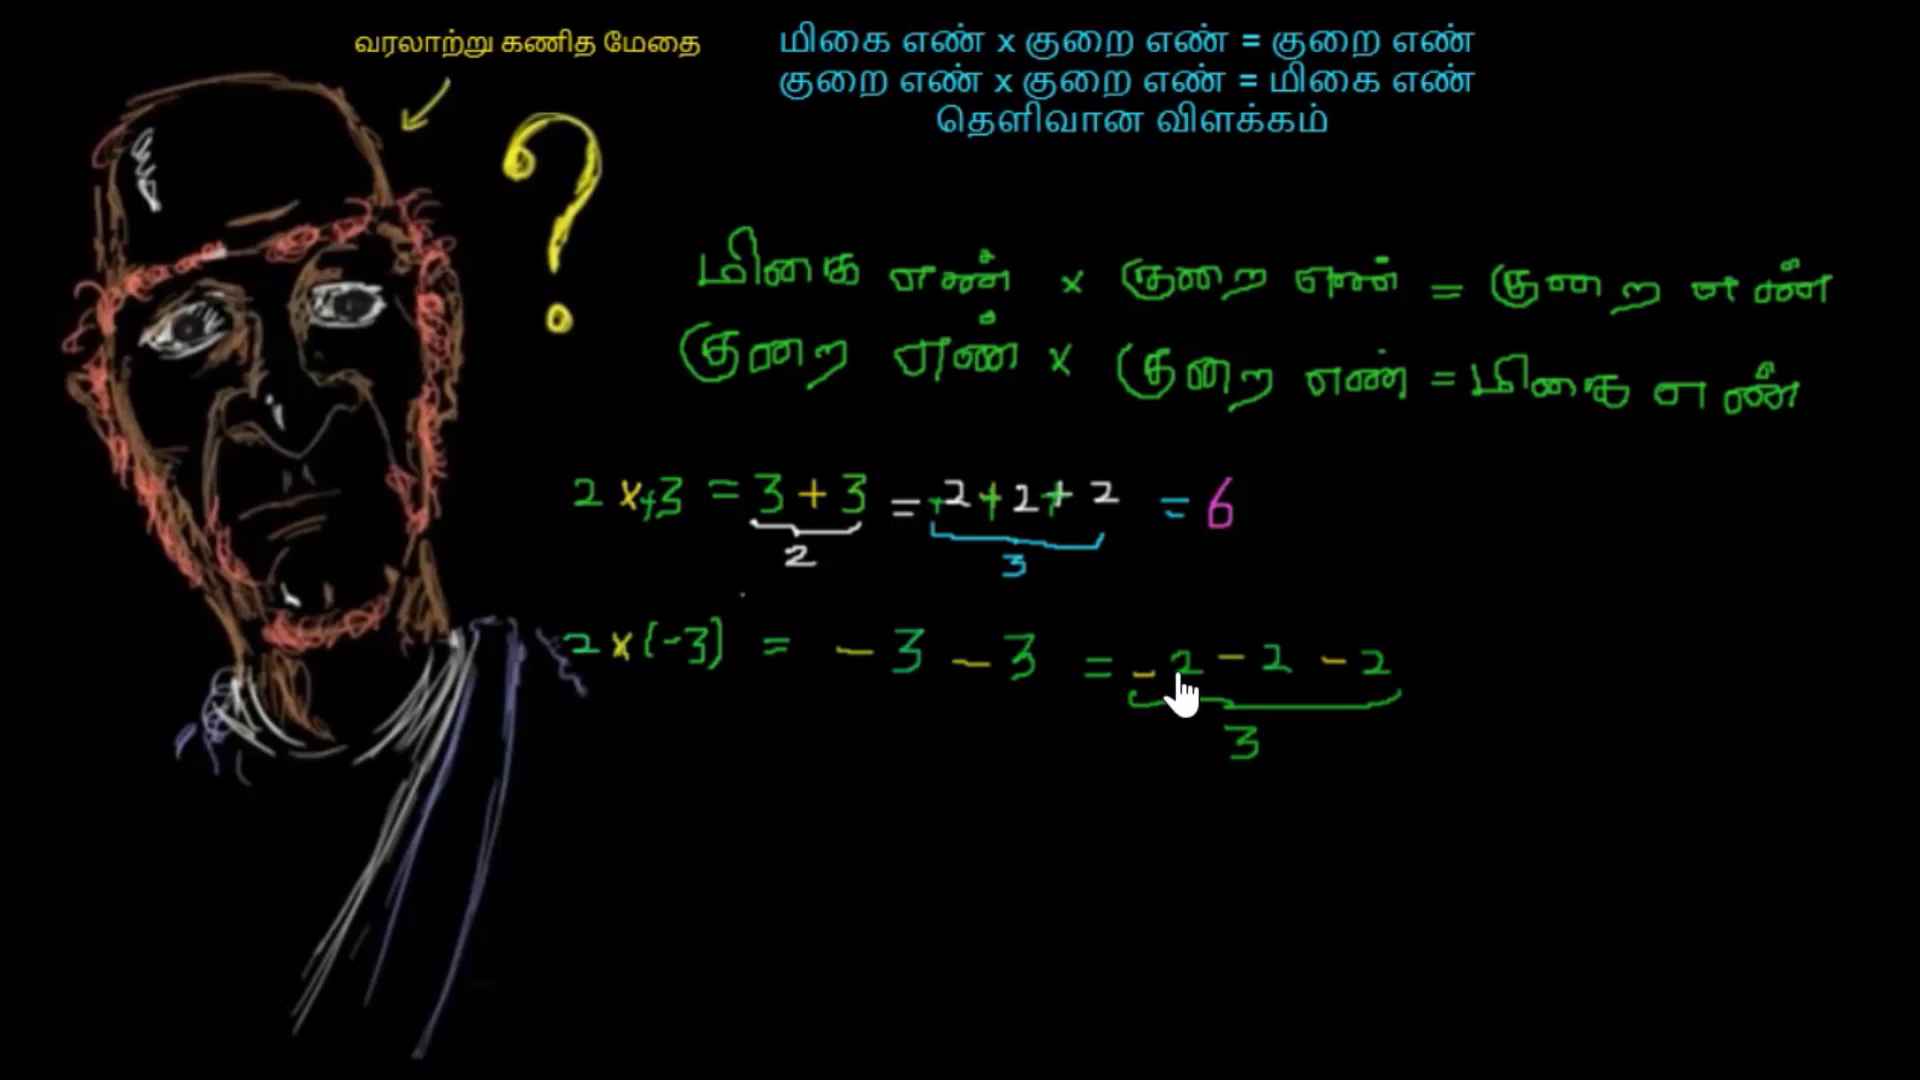 வரலாற்று கணித மேதை
மிகை எண் x குறை எண் = குறை எண்
குறை எண் x குறை எண் = மிகை எண்
தெளிவான விளக்கம்
?
மிகை எண் x குறை எண் = குறை எண்
குறை எண் x குறை எண் = மிகை எண்
2 x +3 = 3 + 3 = +2 + 2 + 2 = 6
2 3
2 x (-3) = - 3 - 3 = - 2 - 2 - 2
3